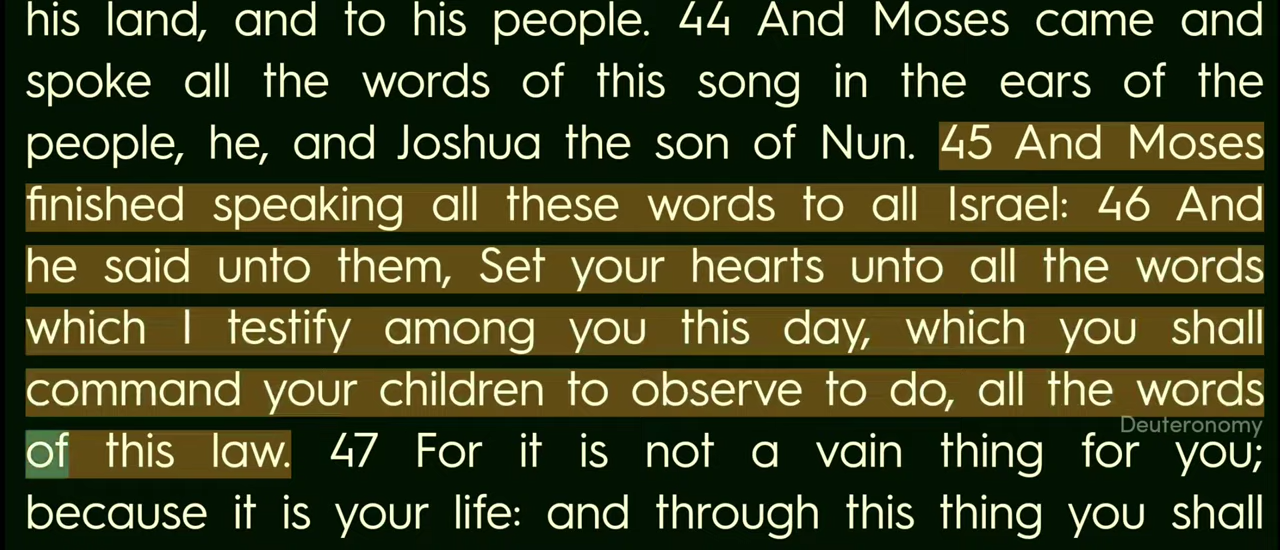 his land, and to his people. 44 And Moses came and
spoke all the words of this song in the ears of the
people, he, and Joshua the son of Nun. 45 And Moses
finished speaking all these words to all Israel: 46 And
he said unto them, Set your hearts unto all the words
which I testify among you this day, which you shall
command your children to observe to do, all the words
Deuteronomy
of this law. 47 For it is not a vain thing for you;
because it is your life: and through this thing you shall